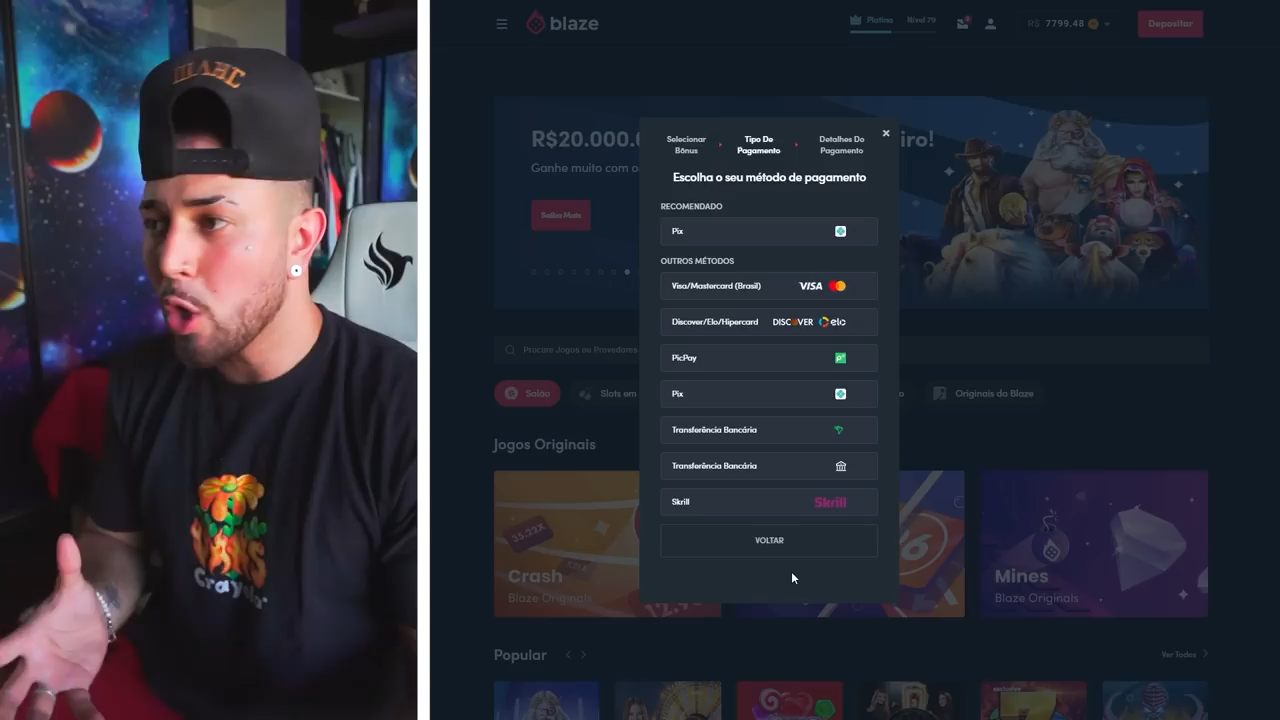 blaze
Platina
Nível 79
R$ 7799.48
Depositar
R$20.000.0
iro!
Ganhe muito com o
Saiba Mais
Selecionar Bônus
Tipo Do Pagamento
Detalhes Do Pagamento
Escolha o seu método de pagamento
RECOMENDADO
Pix
OUTROS MÉTODOS
Visa/Mastercard (Brasil) VISA
Discover/Elo/Hipercard DISCOVER elo
PicPay
Pix
Transferência Bancária
Transferência Bancária
Skrill Skrill
VOLTAR
Procure Jogos ou Provedores
Salão
Slots em
o
Originais da Blaze
Jogos Originais
Crash
Blaze Originals
Mines
Blaze Originals
Popular
Ver Todos
Crayola